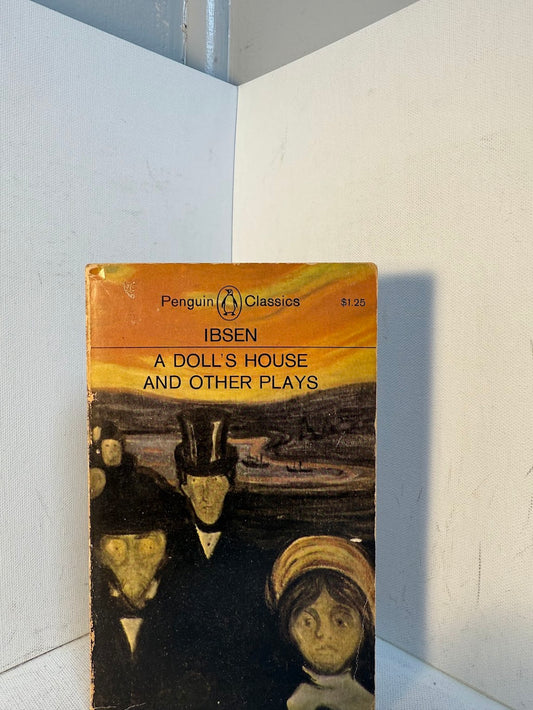 Penguin Classics $1.25
IBSEN
A DOLL'S HOUSE
AND OTHER PLAYS